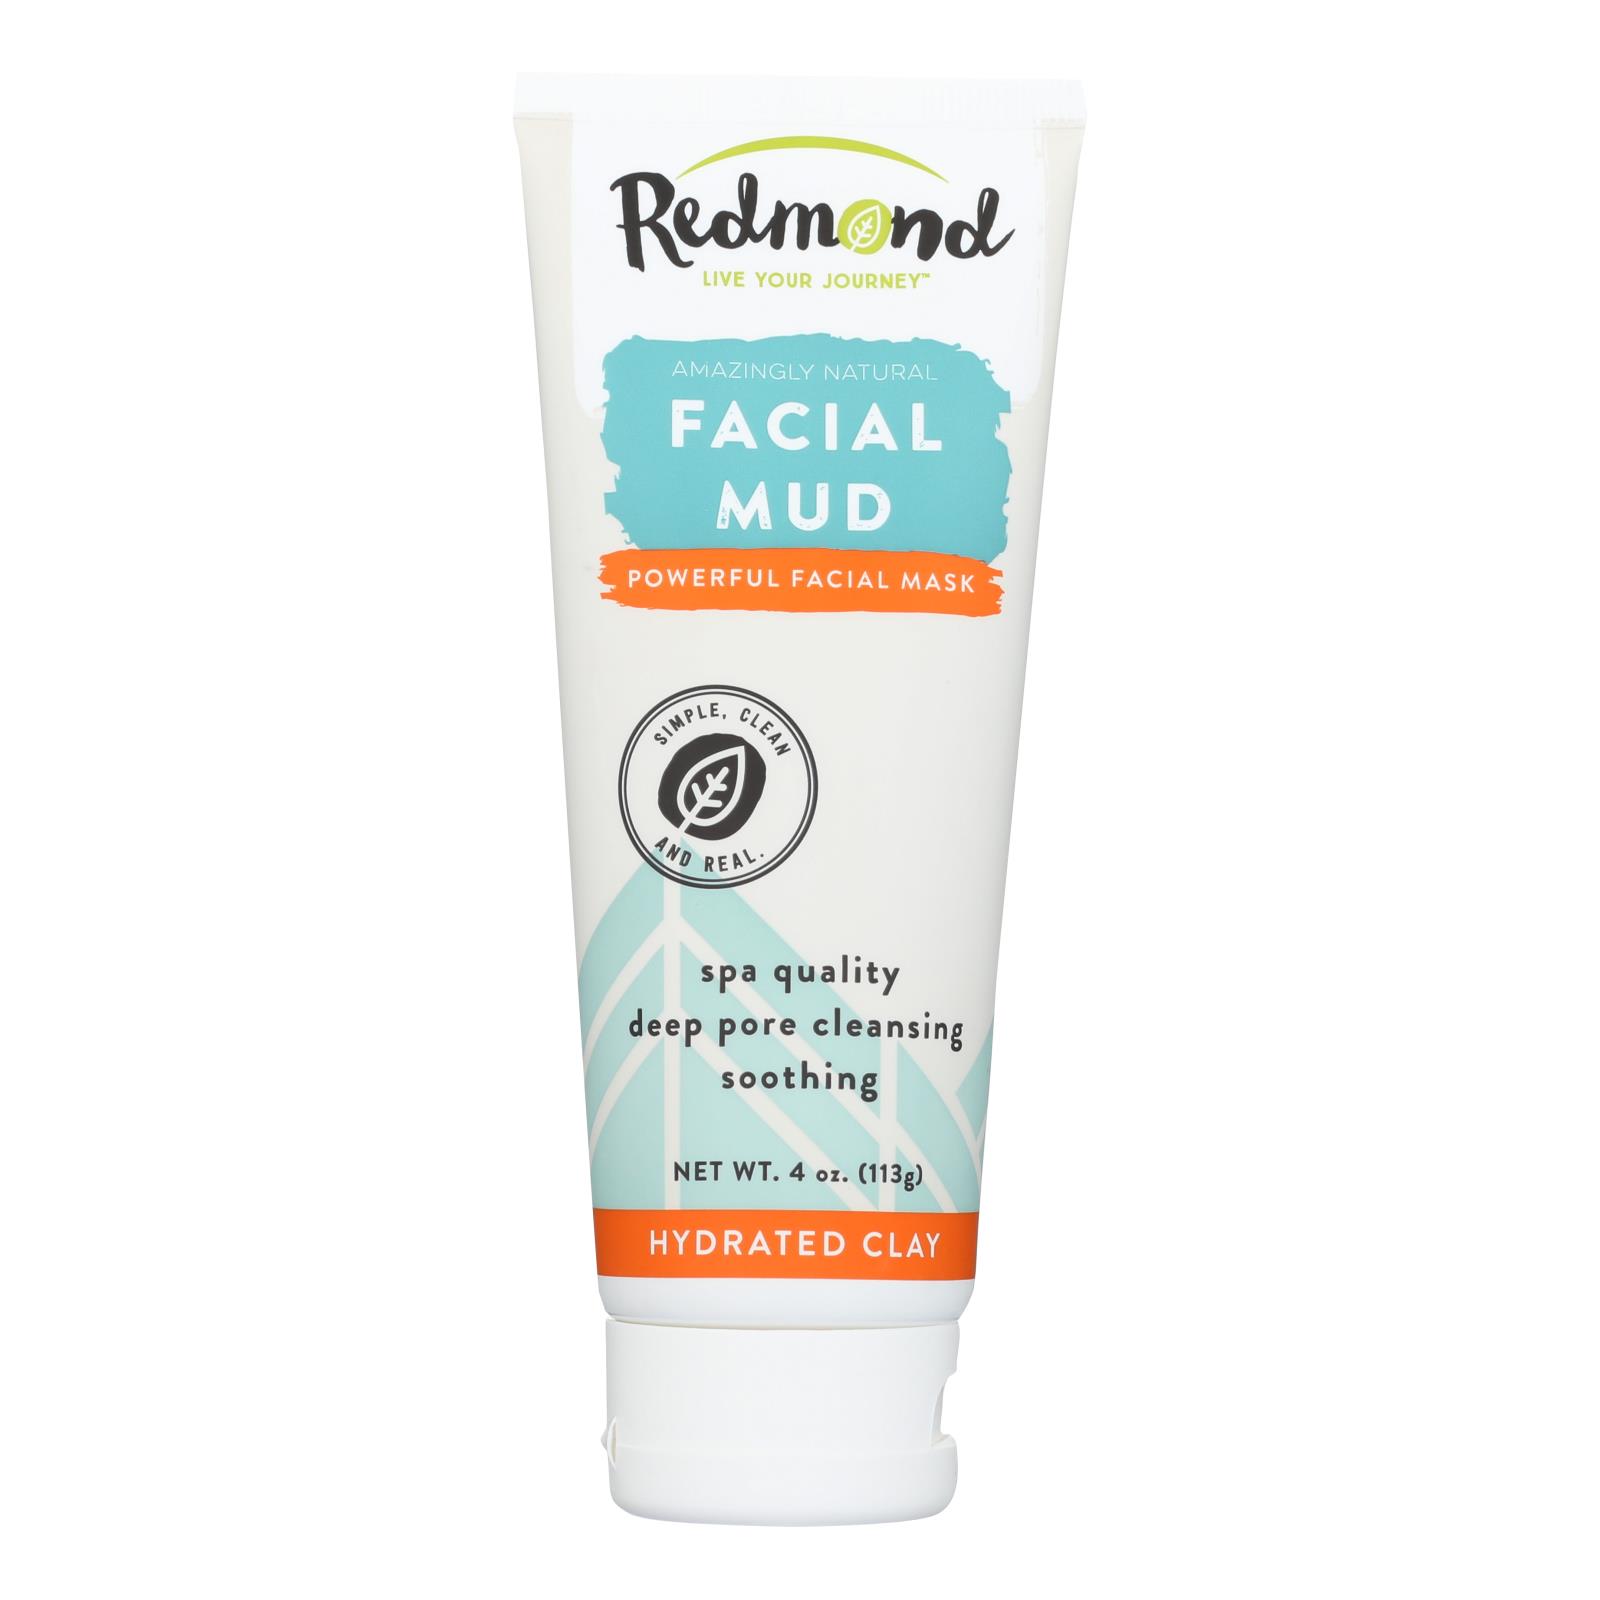 Redmond
LIVE YOUR JOURNEY™
AMAZINGLY NATURAL
FACIAL
MUD
POWERFUL FACIAL MASK
SIMPLE, CLEAN
AND REAL.
spa quality
deep pore cleansing
soothing
NET WT. 4 oz. (113g)
HYDRATED CLAY